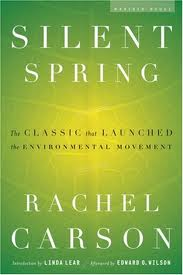 MARINER BOOKS
SILENT
SPRING
The CLASSIC that LAUNCHED
the ENVIRONMENTAL MOVEMENT
RACHEL
CARSON
Introduction by LINDA LEAR Afterword by EDWARD O. WILSON